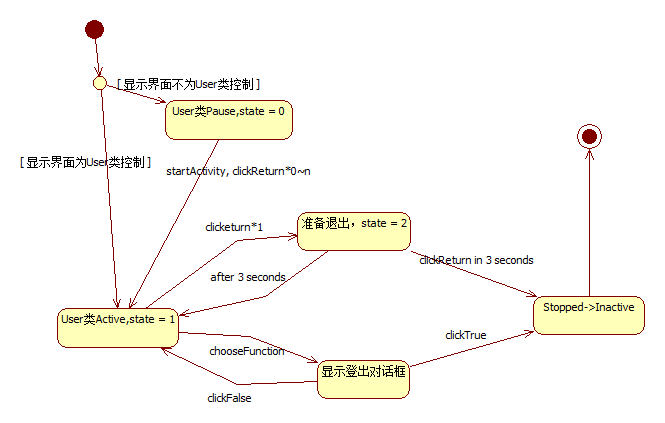 [ 显示界面不为User类控制 ]
User类Pause,state = 0
[ 显示界面为User类控制 ]
startActivity, clickReturn*0~n
clicketurn*1
准备退出，state = 2
clickReturn in 3 seconds
after 3 seconds
User类Active,state = 1
Stopped->Inactive
chooseFunction
clickTrue
显示登出对话框
clickFalse